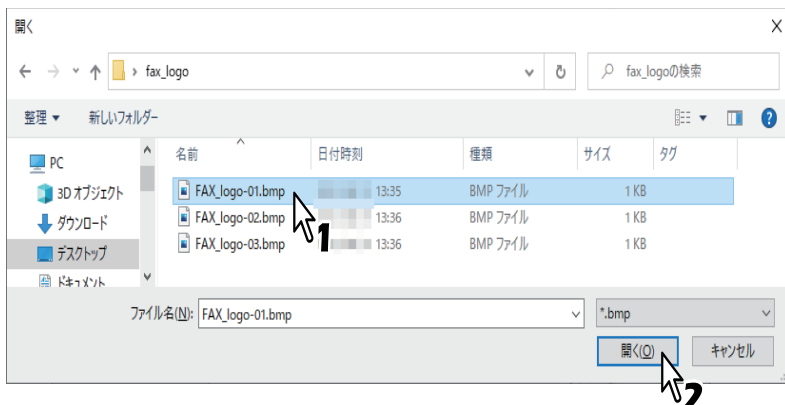 開く
fax_logo
fax_logoの検索
整理 新しいフォルダー
名前 日付時刻 種類 サイズ タグ
PC
3D オブジェクト
ダウンロード
デスクトップ
ドキュメント
FAX_logo-01.bmp 13:35 BMP ファイル 1 KB
FAX_logo-02.bmp 13:36 BMP ファイル 1 KB
FAX_logo-03.bmp 13:36 BMP ファイル 1 KB
1
ファイル名(N): FAX_logo-01.bmp *.bmp
開く(O) キャンセル
2